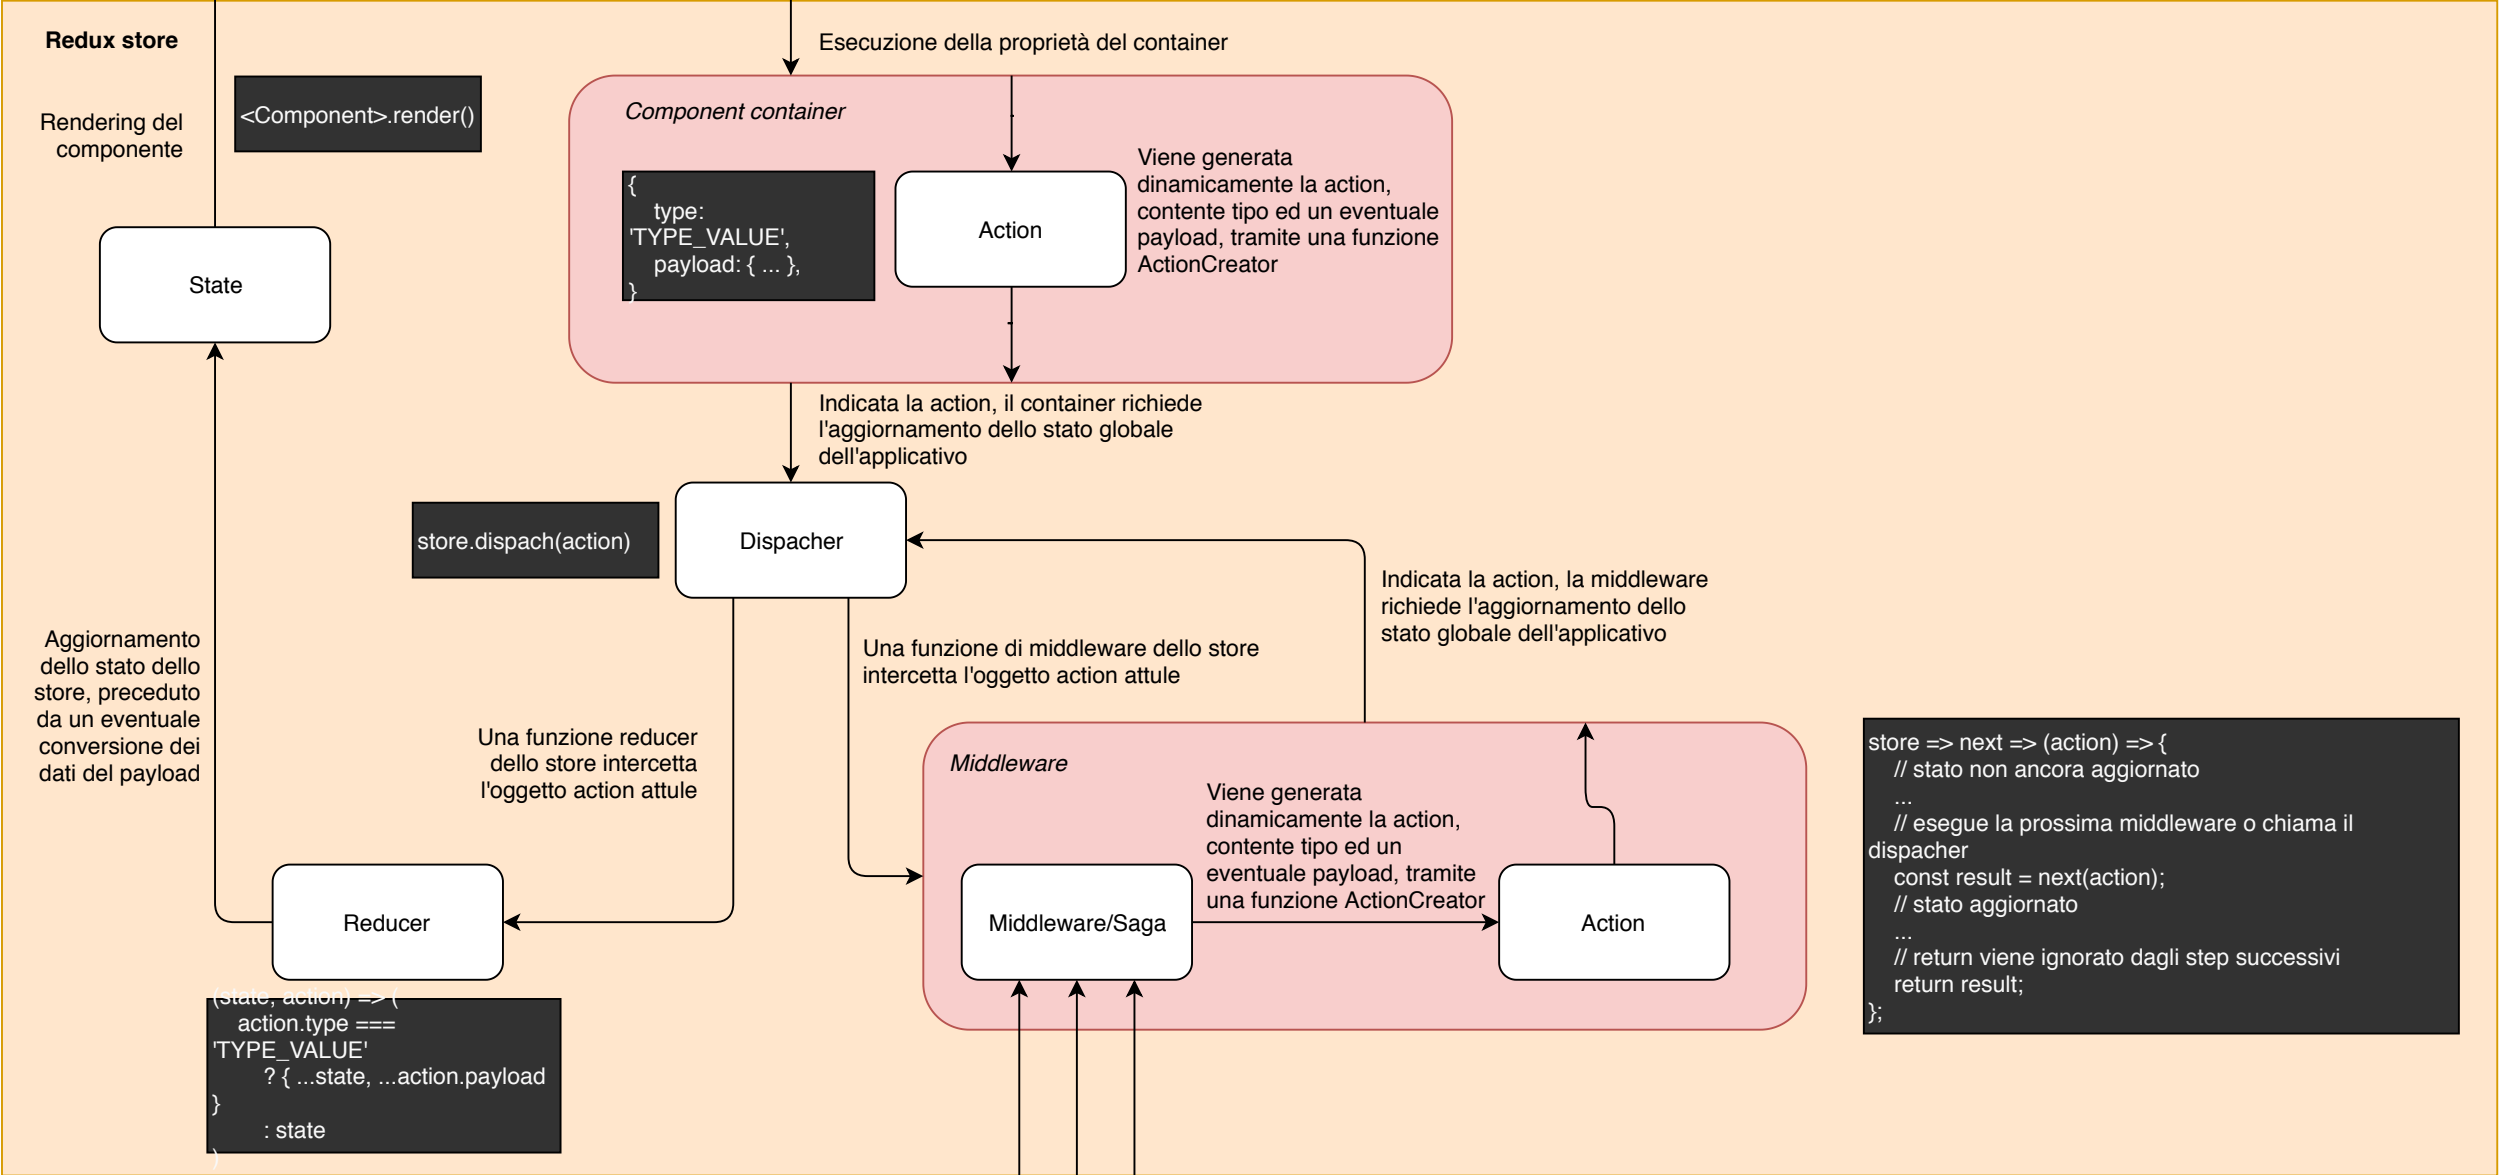 Redux store
Rendering del
componente
<Component>.render()
State
Esecuzione della proprietà del container
Component container
{
type:
'TYPE_VALUE',
payload: { ... },
}
Action
Viene generata
dinamicamente la action,
contente tipo ed un eventuale
payload, tramite una funzione
ActionCreator
Indicata la action, il container richiede
l'aggiornamento dello stato globale
dell'applicativo
store.dispach(action)
Dispacher
Indicata la action, la middleware
richiede l'aggiornamento dello
stato globale dell'applicativo
Una funzione di middleware dello store
intercetta l'oggetto action attule
Aggiornamento
dello stato dello
store, preceduto
da un eventuale
conversione dei
dati del payload
Una funzione reducer
dello store intercetta
l'oggetto action attule
Reducer
(state, action) => (
action.type ===
'TYPE_VALUE'
? { ...state, ...action.payload
}
: state
)
Middleware
Viene generata
dinamicamente la action,
contente tipo ed un
eventuale payload, tramite
una funzione ActionCreator
Middleware/Saga
Action
store => next => (action) => {
// stato non ancora aggiornato
...
// esegue la prossima middleware o chiama il
dispacher
const result = next(action);
// stato aggiornato
...
// return viene ignorato dagli step successivi
return result;
};